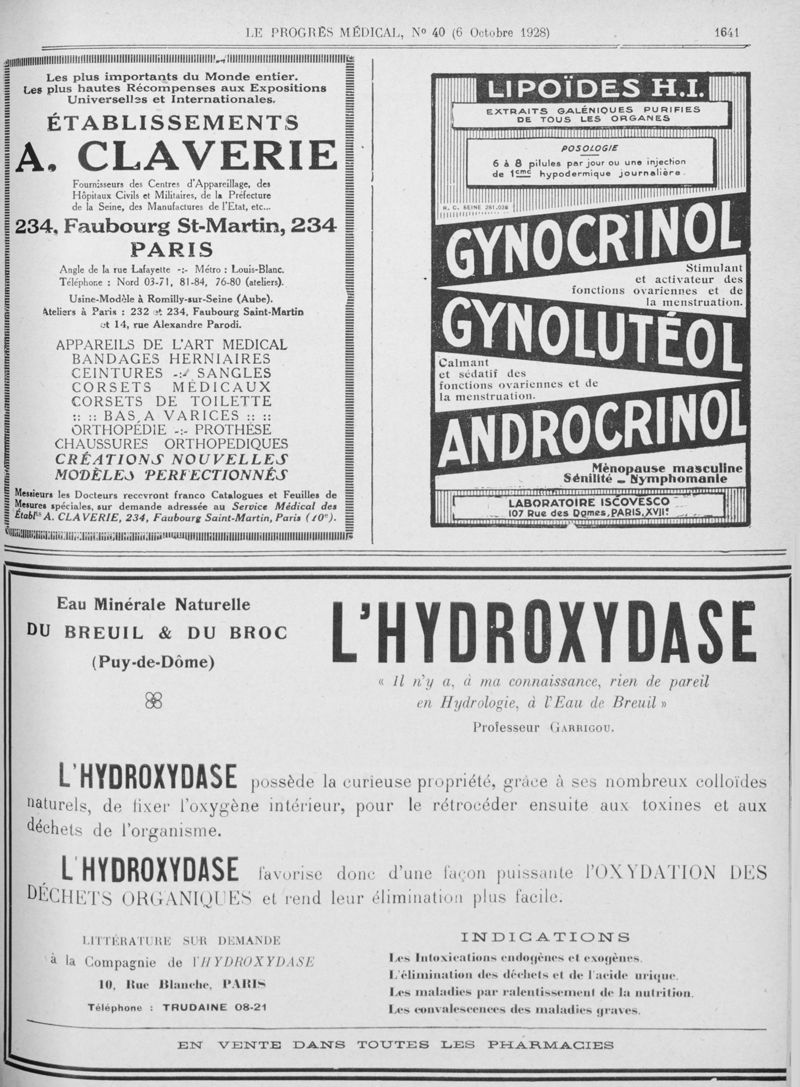 LE PROGRÈS MÉDICAL, Nº 40 (6 Octobre 1928)
1641
Les plus importants du Monde entier.
Les plus hautes Récompenses aux Expositions
Universelles et Internationales.
ÉTABLISSEMENTS
A. CLAVERIE
Fournisseurs des Centres d'Appareillage, des
Hôpitaux Civils et Militaires, de la Préfecture
de la Seine, des Manufactures de l'Etat, etc...
234, Faubourg St-Martin, 234
PARIS
Angle de la rue Lafayette -:- Métro : Louis-Blanc.
Téléphone : Nord 03-71, 81-84, 76-80 (ateliers).
Usine-Modèle à Romilly-sur-Seine (Aube).
Ateliers à Paris : 232 et 234, Faubourg Saint-Martin
et 14, rue Alexandre Parodi.
APPAREILS DE L'ART MEDICAL
BANDAGES HERNIAIRES
CEINTURES -:- SANGLES
CORSETS MÉDICAUX
CORSETS DE TOILETTE
:: :: BAS A VARICES :: ::
ORTHOPÉDIE -:- PROTHÈSE
CHAUSSURES ORTHOPEDIQUES
CRÉATIONS NOUVELLES
MODÈLES PERFECTIONNÉS
Messieurs les Docteurs recevront franco Catalogues et Feuilles de
Mesures spéciales, sur demande adressée au Service Médical des
Établts A. CLAVERIE, 234, Faubourg Saint-Martin, Paris (10e).
LIPOÏDES H.I.
EXTRAITS GALÉNIQUES PURIFIES
DE TOUS LES ORGANES
POSOLOGIE
6 à 8 pilules par jour ou une injection
de 1cmc hypodermique journalière.
R. C. SEINE 251.028
GYNOCRINOL
Stimulant
et activateur des
fonctions ovariennes et de
la menstruation.
GYNOLUTÉOL
Calmant
et sédatif des
fonctions ovariennes et de
la menstruation.
ANDROCRINOL
Ménopause masculine
Sénilité - Nymphomanie
LABORATOIRE ISCOVESCO
107 Rue des Dames, PARIS, XVIIe
Eau Minérale Naturelle
DU BREUIL & DU BROC
(Puy-de-Dôme)
L'HYDROXYDASE
« Il n'y a, à ma connaissance, rien de pareil
en Hydrologie, à l'Eau de Breuil »
Professeur GARRIGOU.
L'HYDROXYDASE possède la curieuse propriété, grâce à ses nombreux colloïdes
naturels, de fixer l'oxygène intérieur, pour le rétrocéder ensuite aux toxines et aux
déchets de l'organisme.
L'HYDROXYDASE favorise donc d'une façon puissante l'OXYDATION DES
DÉCHETS ORGANIQUES et rend leur élimination plus facile.
LITTÉRATURE SUR DEMANDE
à la Compagnie de l'HYDROXYDASE
10, Rue Blanche, PARIS
Téléphone : TRUDAINE 08-21
INDICATIONS
Les Intoxications endogènes et exogènes.
L'élimination des déchets et de l'acide urique.
Les maladies par ralentissement de la nutrition.
Les convalescences des maladies graves.
EN VENTE DANS TOUTES LES PHARMACIES